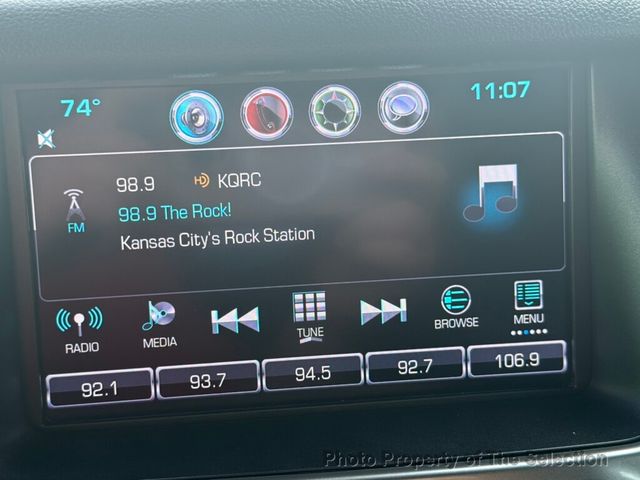 74°
11:07
98.9 HD KQRC
FM
98.9 The Rock!
Kansas City's Rock Station
RADIO
MEDIA
TUNE
BROWSE
MENU
92.1
93.7
94.5
92.7
106.9
Photo Property of The Selection